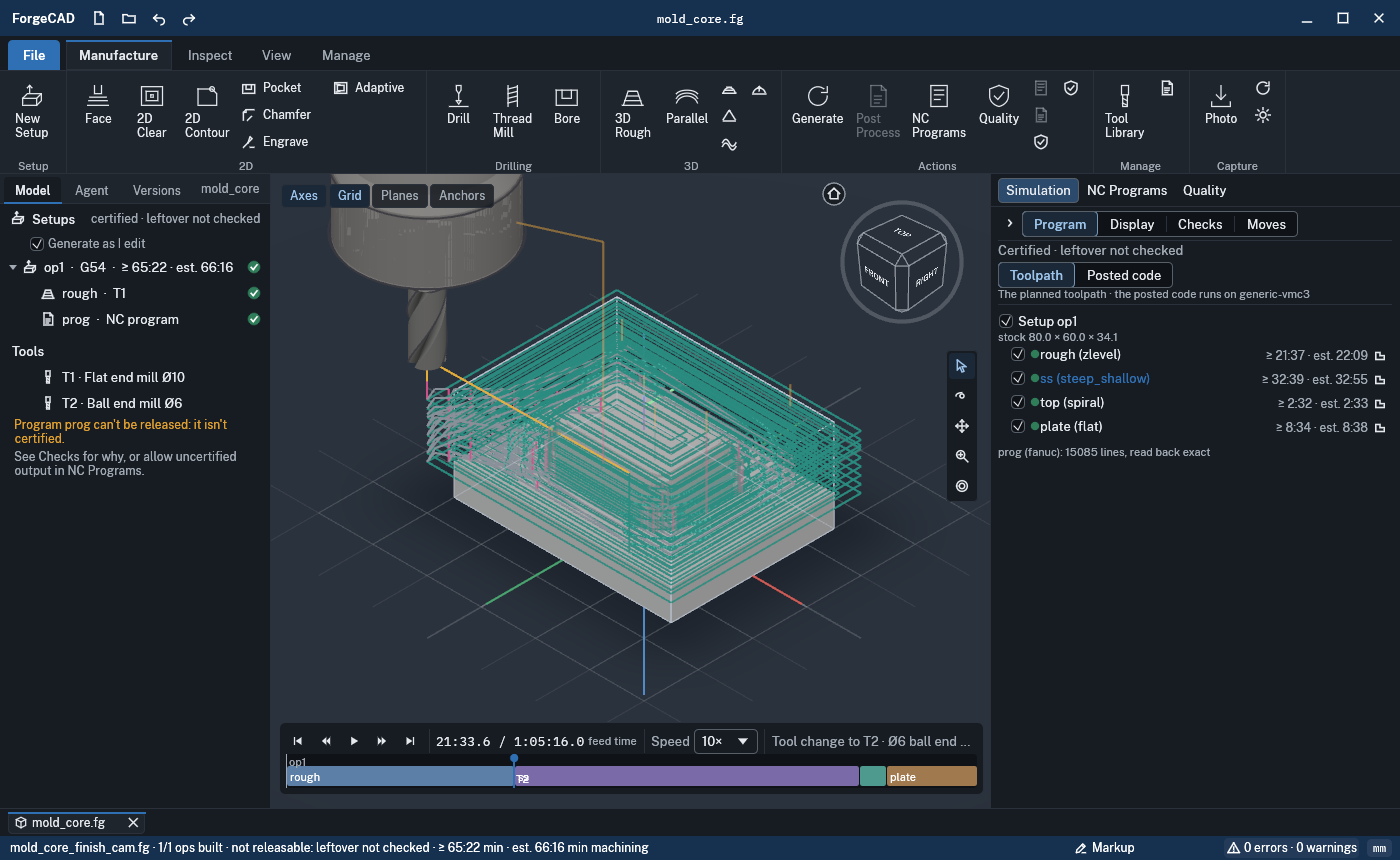 ForgeCAD
mold_core.fg
File
Manufacture
Inspect
View
Manage
New Setup
Face
2D Clear
2D Contour
Pocket
Chamfer
Engrave
Adaptive
Drill
Thread Mill
Bore
3D Rough
Parallel
Generate
Post Process
NC Programs
Quality
Tool Library
Photo
Setup
2D
Drilling
3D
Actions
Manage
Capture
Model
Agent
Versions
mold_core
Setups
certified · leftover not checked
Generate as I edit
op1 · G54 · ≥ 65:22 · est. 66:16
rough · T1
prog · NC program
Tools
T1 · Flat end mill Ø10
T2 · Ball end mill Ø6
Program prog can't be released: it isn't
certified.
See Checks for why, or allow uncertified
output in NC Programs.
Axes
Grid
Planes
Anchors
TOP
FRONT
RIGHT
21:33.6 / 1:05:16.0 feed time
Speed
10×
Tool change to T2 · Ø6 ball end ...
op1
rough
plate
Simulation
NC Programs
Quality
Program
Display
Checks
Moves
Certified · leftover not checked
Toolpath
Posted code
The planned toolpath · the posted code runs on generic-vmc3
Setup op1
stock 80.0 × 60.0 × 34.1
rough (zlevel) ≥ 21:37 · est. 22:09
ss (steep_shallow) ≥ 32:39 · est. 32:55
top (spiral) ≥ 2:32 · est. 2:33
plate (flat) ≥ 8:34 · est. 8:38
prog (fanuc): 15085 lines, read back exact
mold_core.fg
mold_core_finish_cam.fg · 1/1 ops built · not releasable: leftover not checked · ≥ 65:22 min · est. 66:16 min machining
Markup
0 errors · 0 warnings
mm